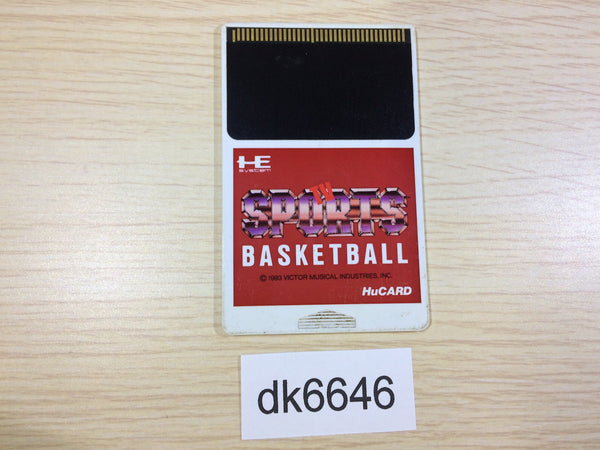 HE
system
TV
SPORTS
BASKETBALL
© 1993 VICTOR MUSICAL INDUSTRIES, INC.
HuCARD
dk6646